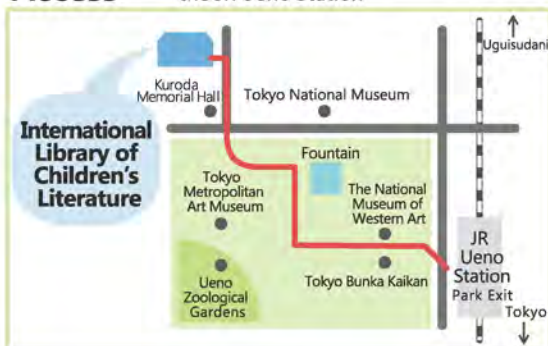 Uguisudani
Kuroda
Memorial Hall
Tokyo National Museum
International
Library of
Children's
Literature
Fountain
Tokyo
Metropolitan
Art Museum
The National
Museum of
Western Art
JR
Ueno
Station
Park Exit
Ueno
Zoological
Gardens
Tokyo Bunka Kaikan
Tokyo